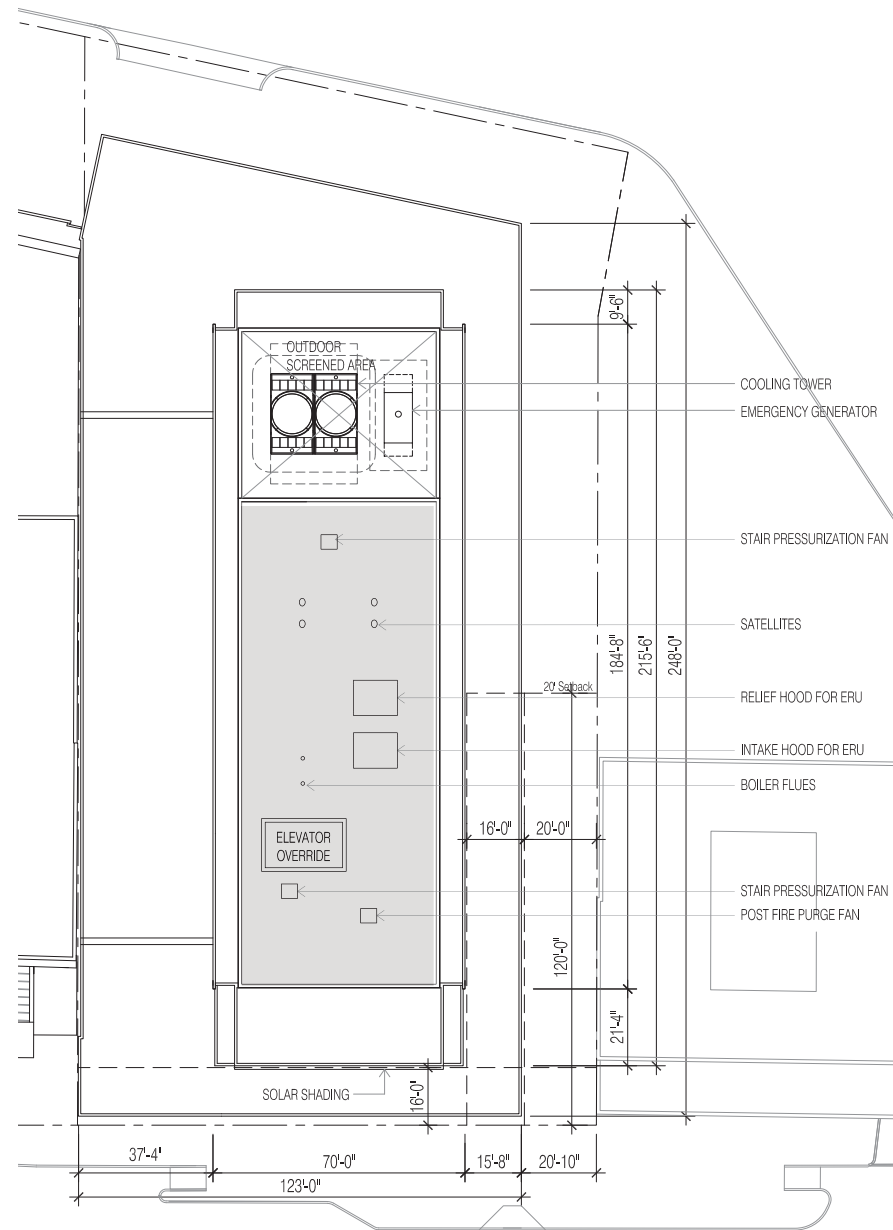 OUTDOOR
SCREENED AREA
9'-6"
COOLING TOWER
EMERGENCY GENERATOR
STAIR PRESSURIZATION FAN
SATELLITES
184'-8"
215'-6"
248'-0"
20' Setback
RELIEF HOOD FOR ERU
INTAKE HOOD FOR ERU
BOILER FLUES
ELEVATOR
OVERRIDE
16'-0"
20'-0"
STAIR PRESSURIZATION FAN
POST FIRE PURGE FAN
120'-0"
21'-4"
SOLAR SHADING
16'-0"
37'-4"
70'-0"
15'-8"
20'-10"
123'-0"